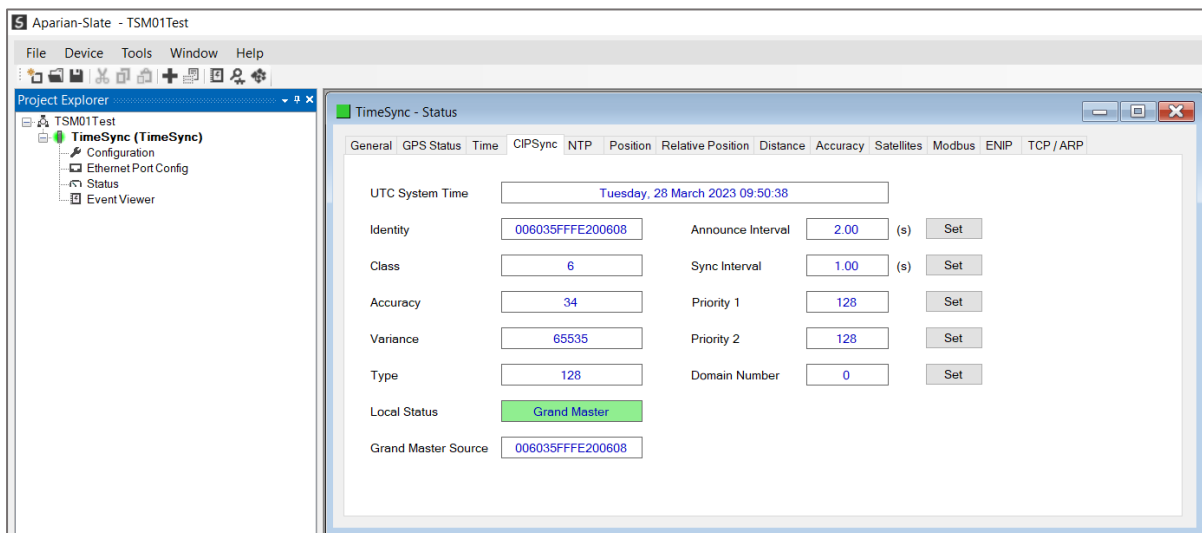 Aparian-Slate - TSM01Test
File Device Tools Window Help
Project Explorer
TSM01Test
TimeSync (TimeSync)
Configuration
Ethernet Port Config
Status
Event Viewer
TimeSync - Status
General GPS Status Time CIPSync NTP Position Relative Position Distance Accuracy Satellites Modbus ENIP TCP / ARP
UTC System Time Tuesday, 28 March 2023 09:50:38
Identity 006035FFFE200608 Announce Interval 2.00 (s) Set
Class 6 Sync Interval 1.00 (s) Set
Accuracy 34 Priority 1 128 Set
Variance 65535 Priority 2 128 Set
Type 128 Domain Number 0 Set
Local Status Grand Master
Grand Master Source 006035FFFE200608